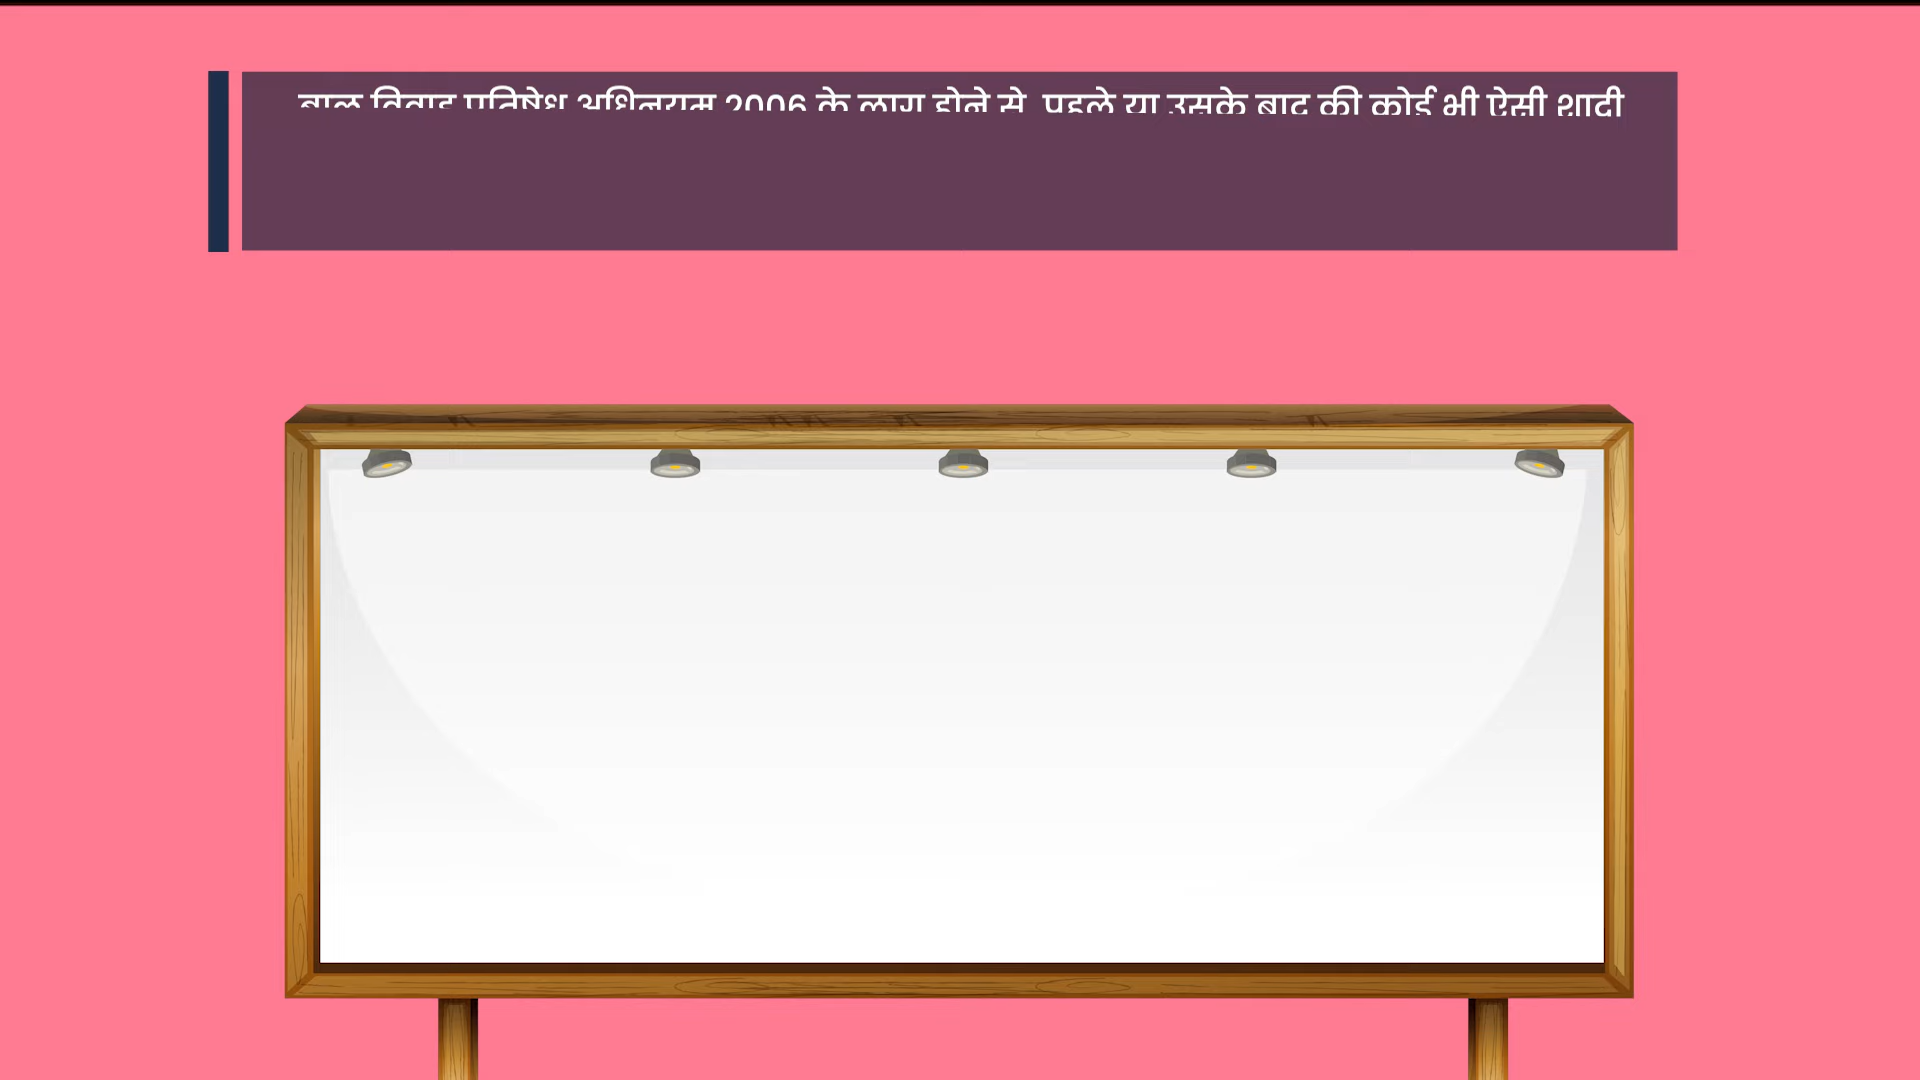 बाल विवाह प्रतिषेध अधिनियम 2006 के लागू होने से पहले या उसके बाद की कोई भी ऐसी शादी